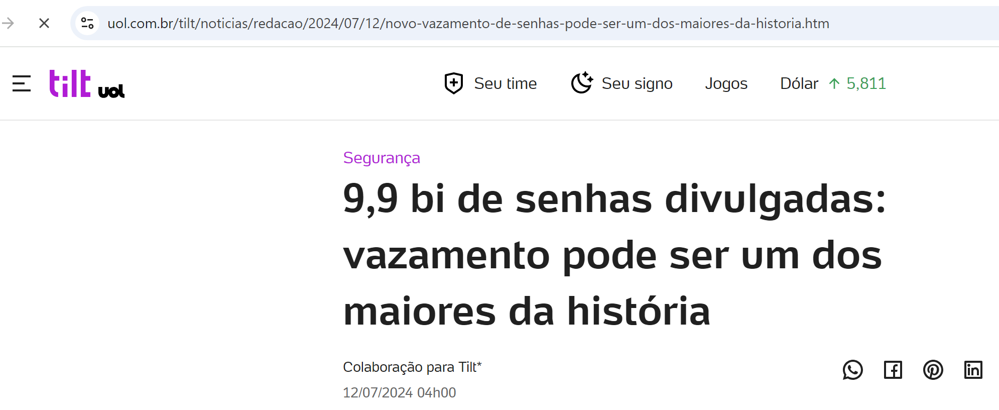 uol.com.br/tilt/noticias/redacao/2024/07/12/novo-vazamento-de-senhas-pode-ser-um-dos-maiores-da-historia.htm
tilt uol
Seu time
Seu signo
Jogos
Dólar ↑ 5,811
Segurança
9,9 bi de senhas divulgadas:
vazamento pode ser um dos
maiores da história
Colaboração para Tilt*
12/07/2024 04h00